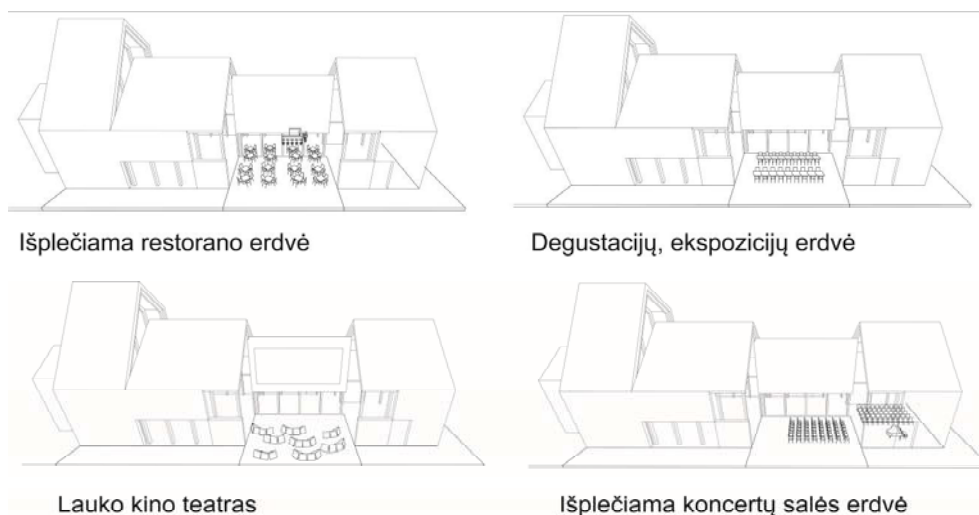 Išplečiama restorano erdvė
Degustacijų, ekspozicijų erdvė
Lauko kino teatras
Išplečiama koncertų salės erdvė